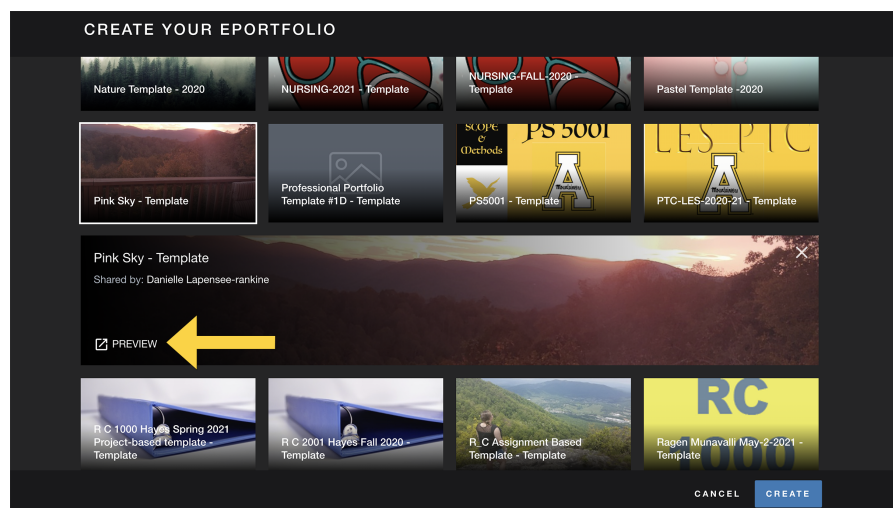 CREATE YOUR EPORTFOLIO
Nature Template - 2020
NURSING-2021 - Template
NURSING-FALL-2020 -
Template
Pastel Template -2020
Pink Sky - Template
Professional Portfolio
Template #1D - Template
SCOPE
&
Methods
PS 5001
PS5001 - Template
LES PTC
PTC-LES-2020-21 - Template
Pink Sky - Template
Shared by: Danielle Lapensee-rankine
PREVIEW
R C 1000 Hayes Spring 2021
Project-based template -
Template
R C 2001 Hayes Fall 2020 -
Template
R_C Assignment Based
Template - Template
RC
1000
Ragen Munavalli May-2-2021 -
Template
CANCEL
CREATE